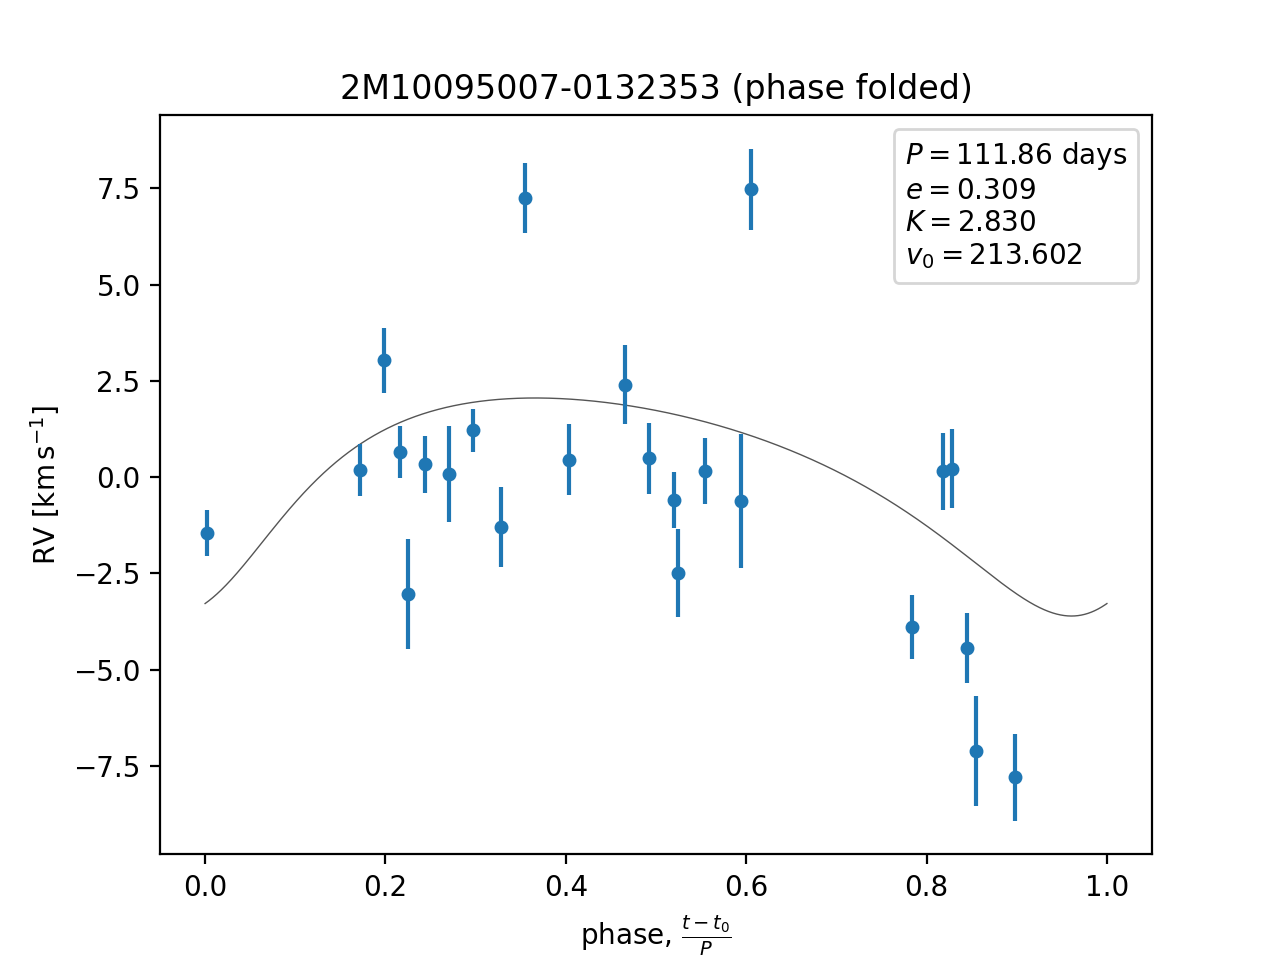 2M10095007-0132353 (phase folded)
P = 111.86 days
e = 0.309
K = 2.830
v₀ = 213.602
7.5
5.0
2.5
0.0
−2.5
−5.0
−7.5
RV [km s⁻¹]
0.0 0.2 0.4 0.6 0.8 1.0
phase, (t − t₀)/P